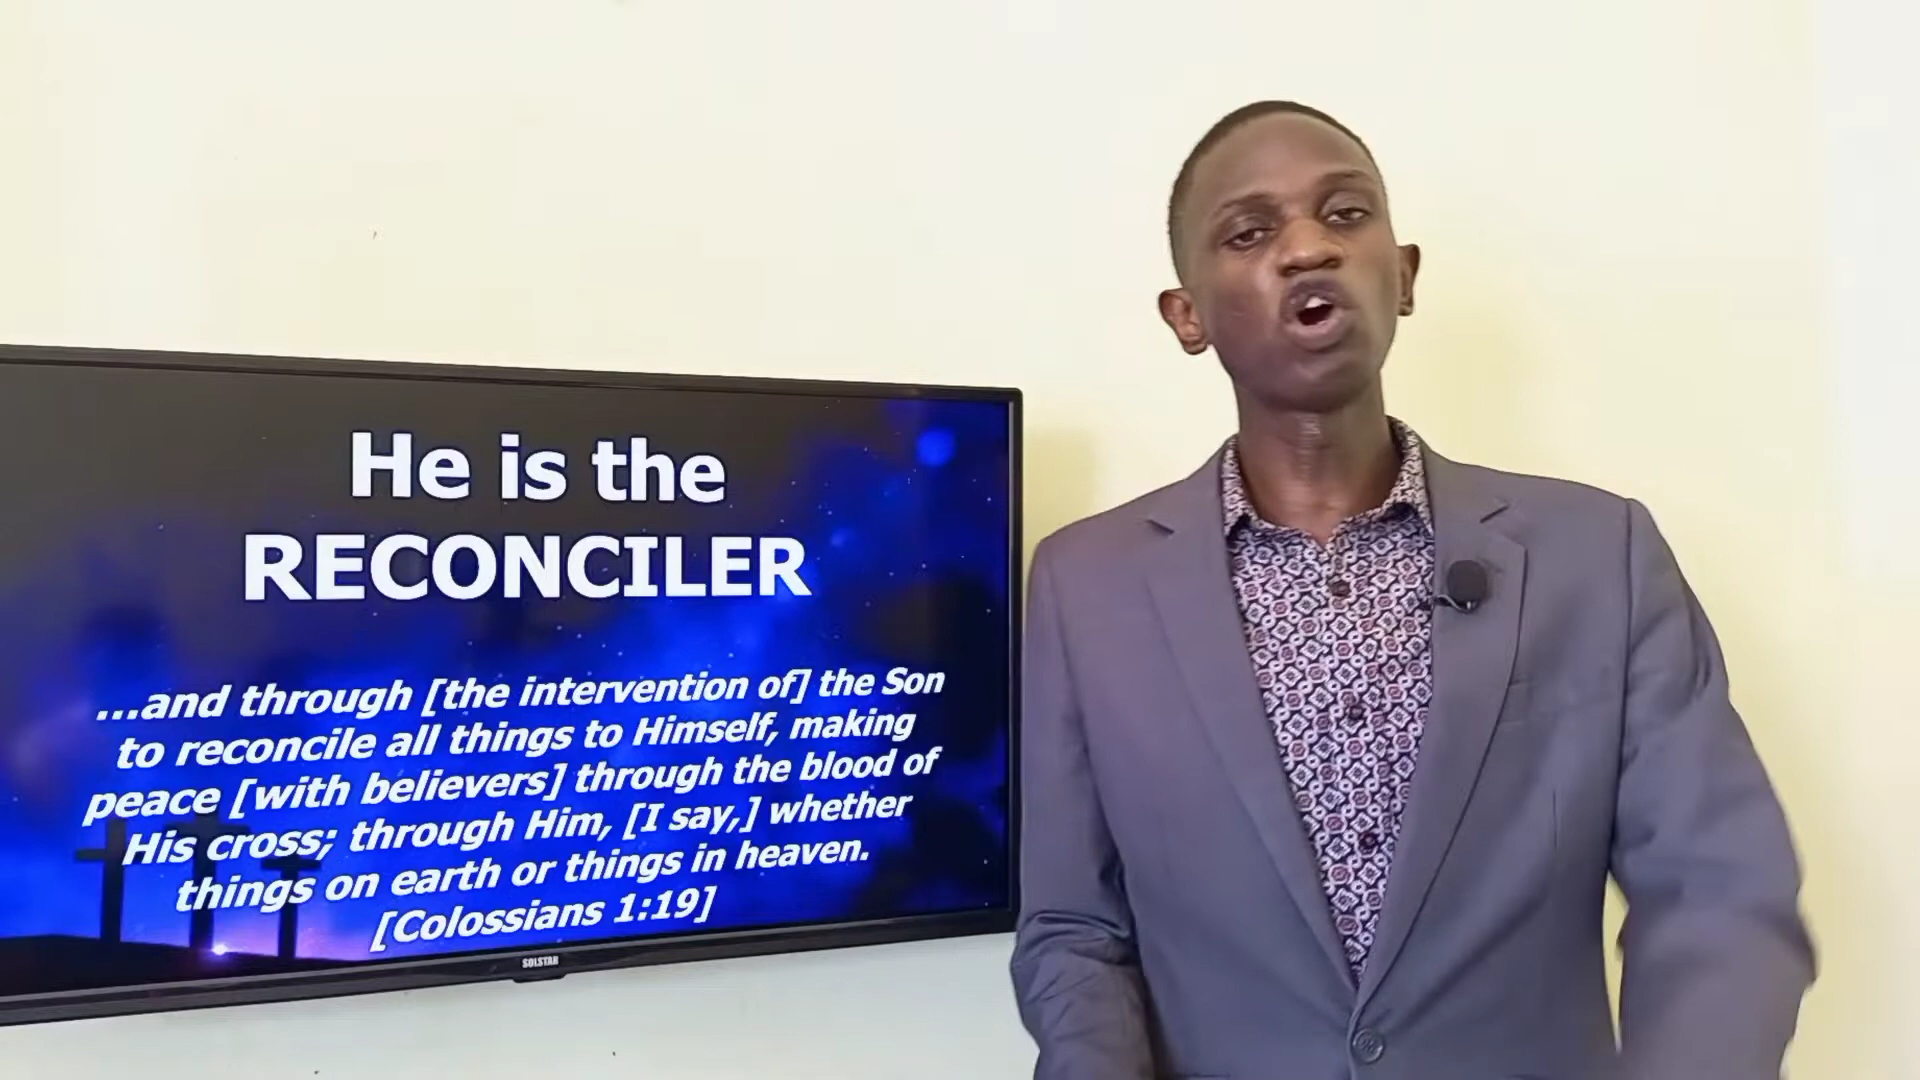 He is the
RECONCILER
...and through [the intervention of] the Son
to reconcile all things to Himself, making
peace [with believers] through the blood of
His cross; through Him, [I say,] whether
things on earth or things in heaven.
[Colossians 1:19]
SOLSTAR